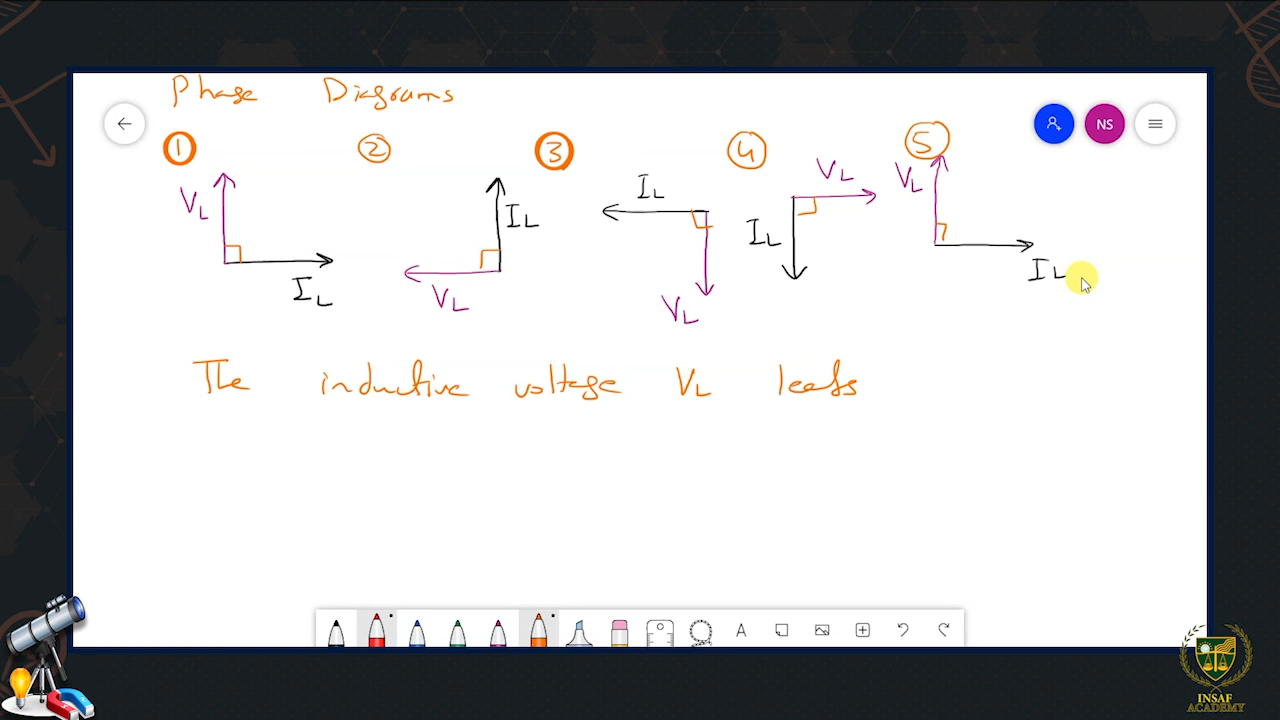 Phase Diagrams
1 2 3 4 5
NS
VL IL
VL IL
IL VL
IL VL
VL IL
The inductive voltage VL leads
A
INSAF
ACADEMY